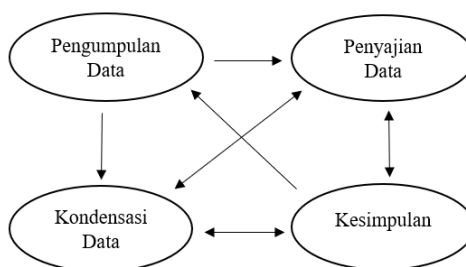 Pengumpulan
Data
Penyajian
Data
Kondensasi
Data
Kesimpulan